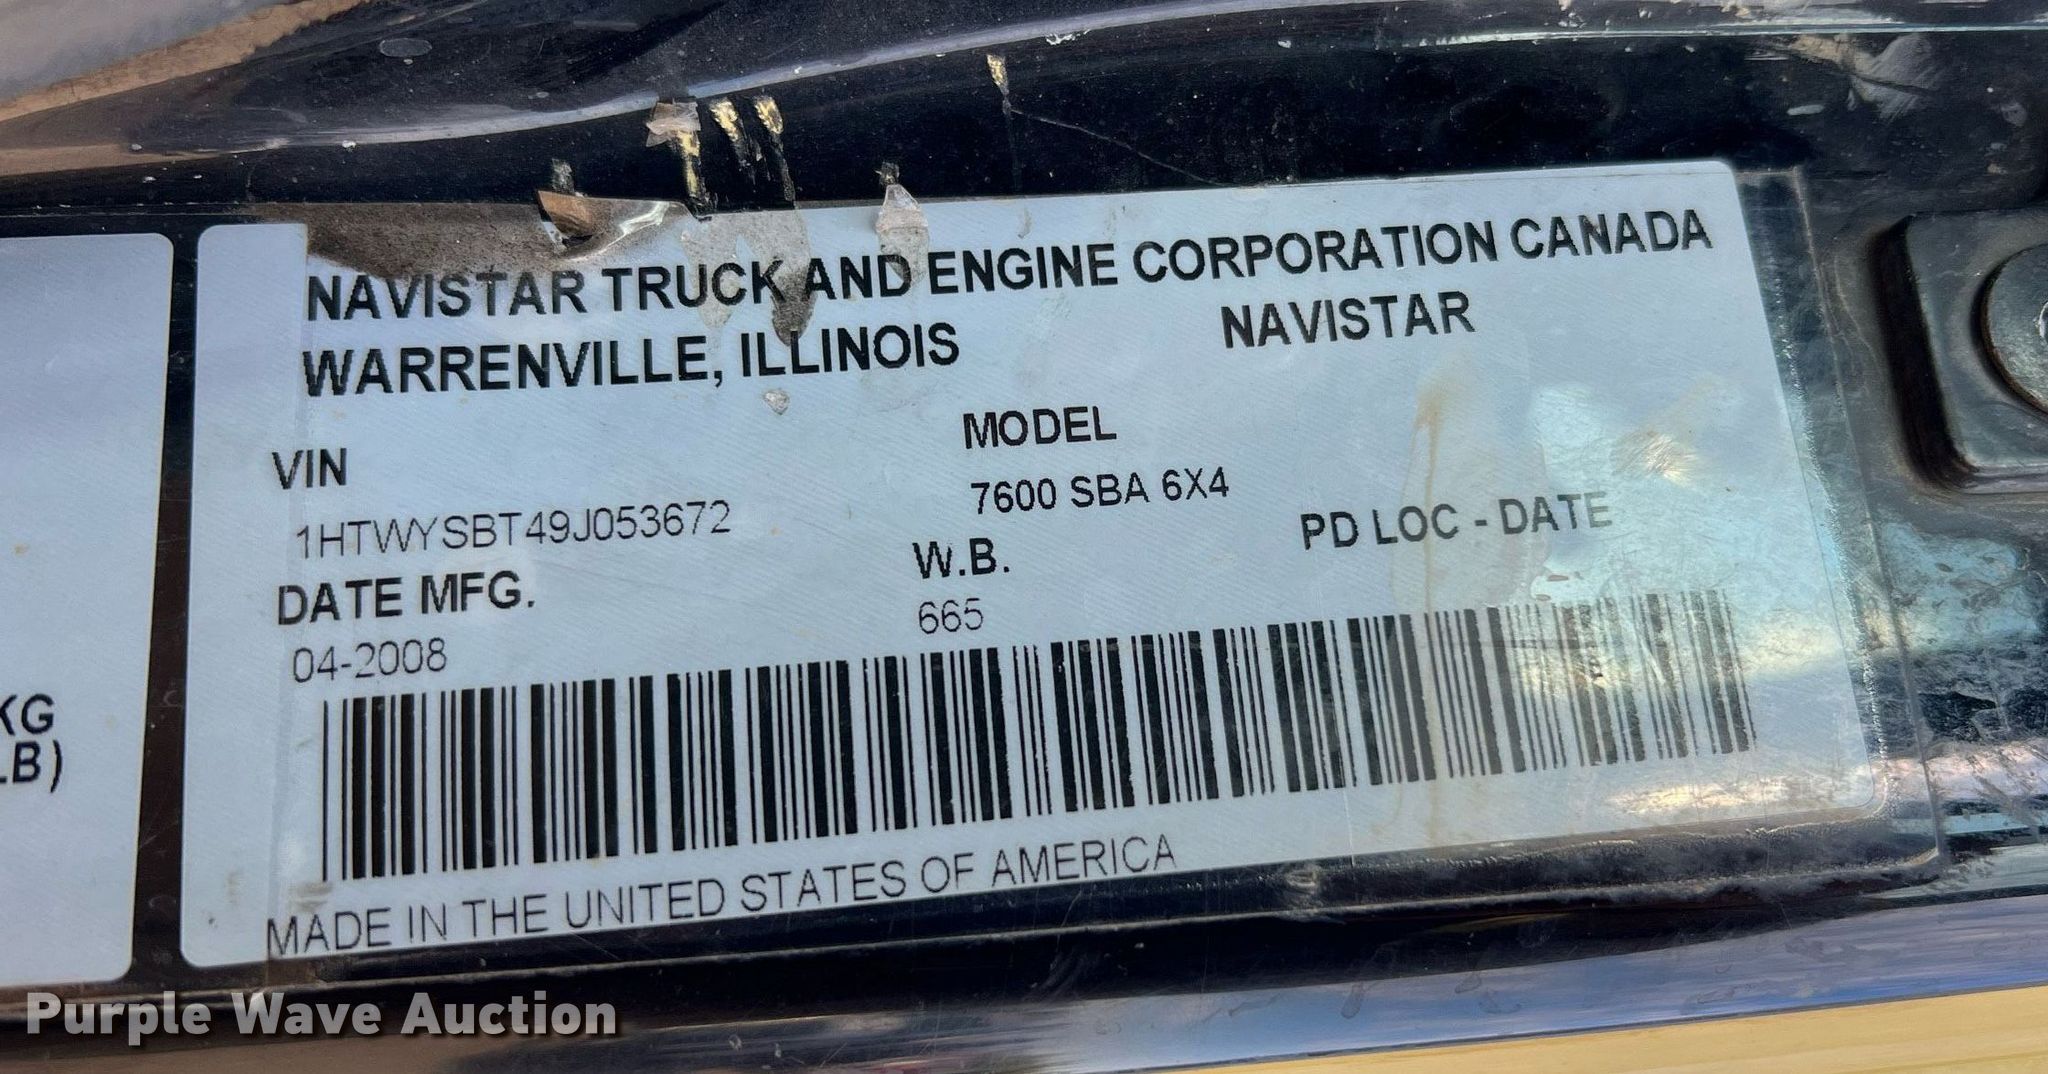 NAVISTAR TRUCK AND ENGINE CORPORATION CANADA
WARRENVILLE, ILLINOIS NAVISTAR
VIN MODEL
1HTWYSBT49J053672 7600 SBA 6X4
DATE MFG. W.B. PD LOC - DATE
04-2008 665
MADE IN THE UNITED STATES OF AMERICA
KG
LB)
Purple Wave Auction